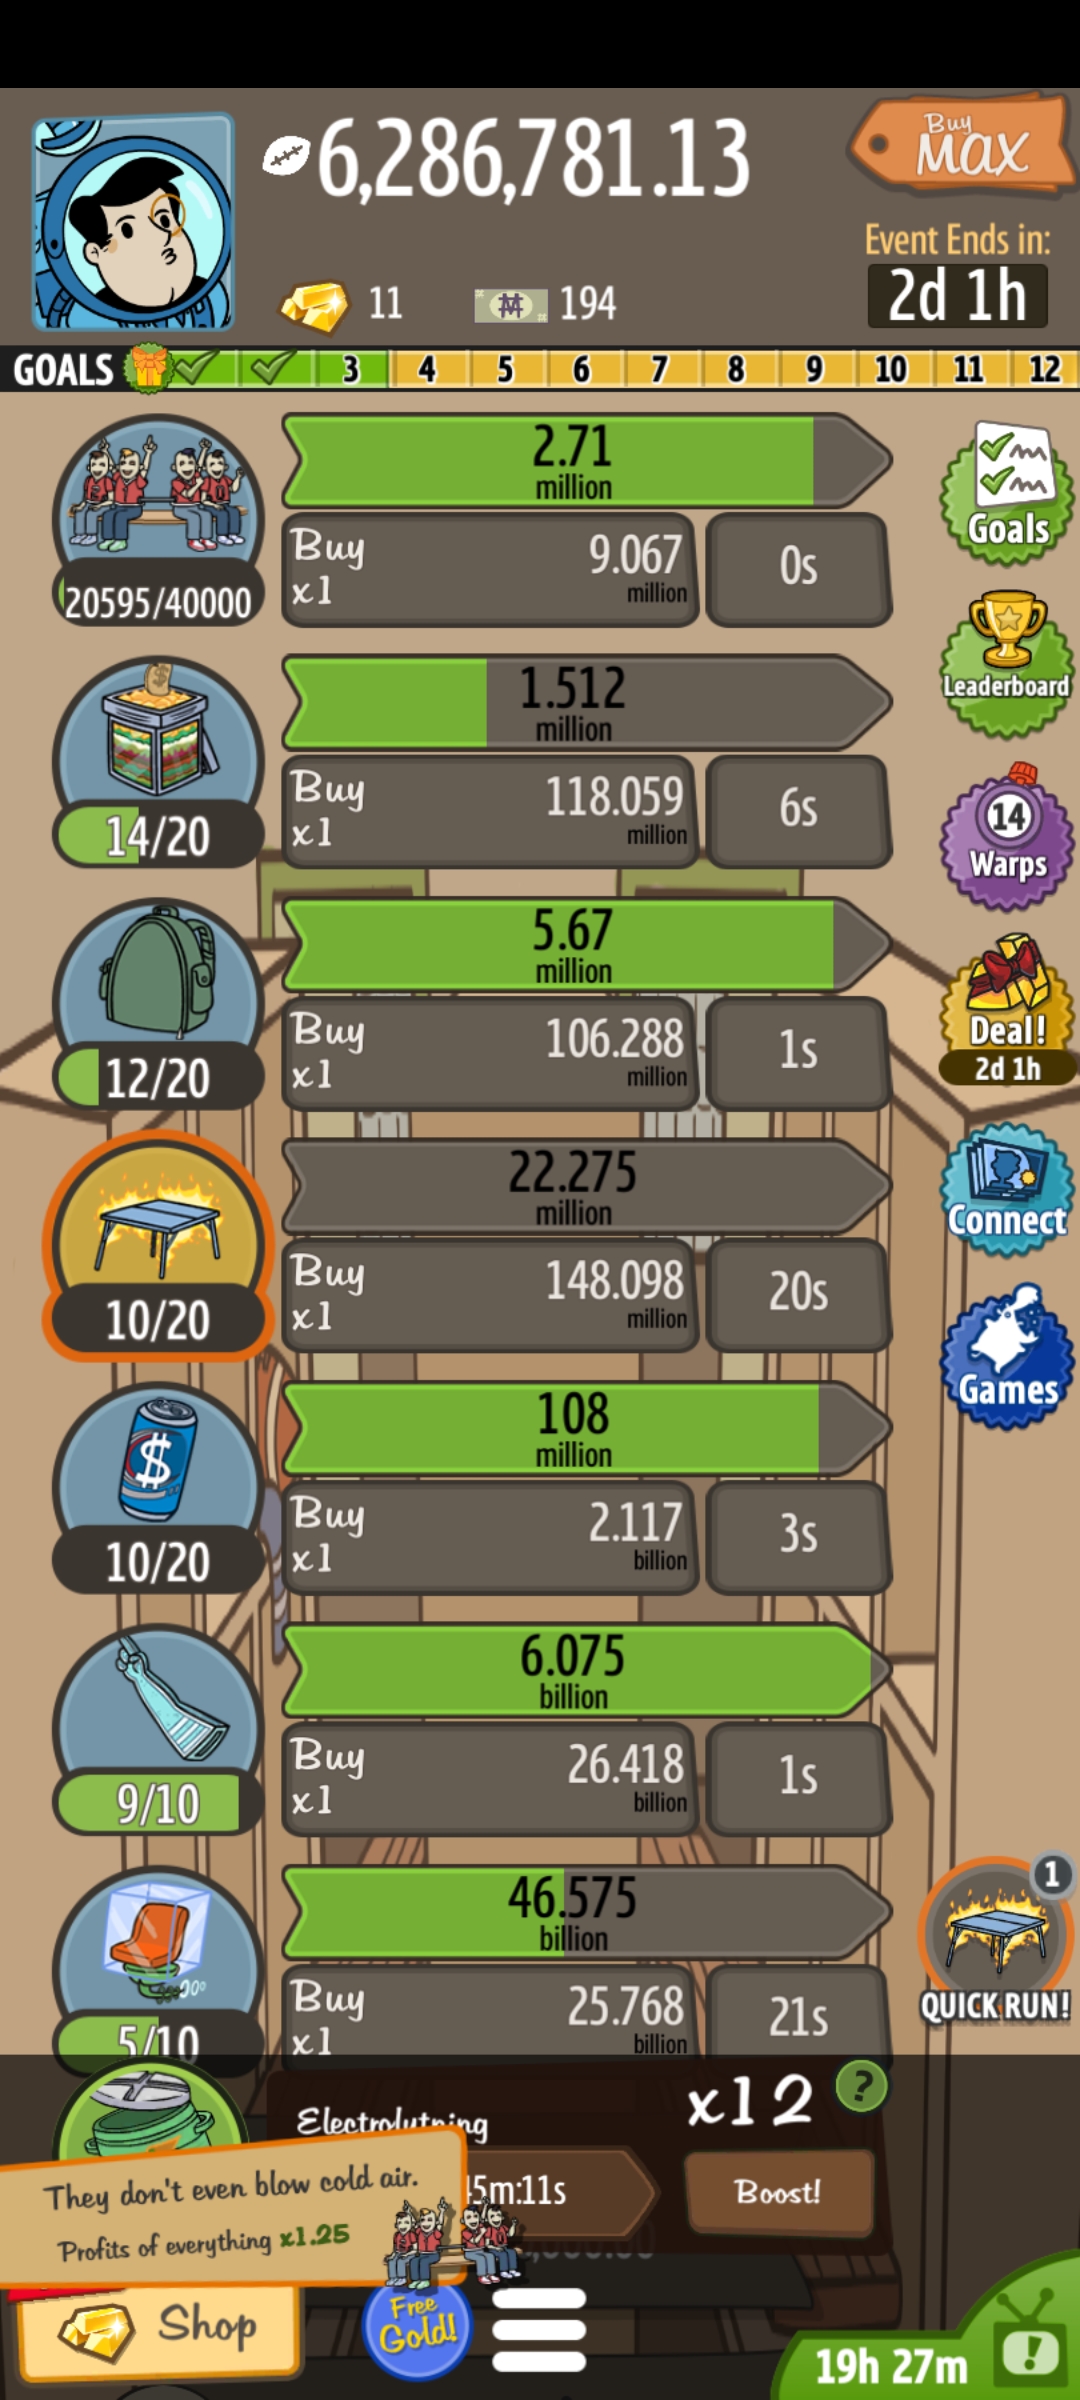 6,286,781.13
Buy
MAX
11
194
Event Ends in:
2d 1h
GOALS 3 4 5 6 7 8 9 10 11 12
2.71
million
Buy
x1
9.067
million
0s
20595/40000
Goals
1.512
million
Leaderboard
Buy
x1
118.059
million
6s
14/20
14
Warps
5.67
million
Buy
x1
106.288
million
1s
12/20
Deal!
2d 1h
22.275
million
Connect
Buy
x1
148.098
million
20s
10/20
108
million
Games
Buy
x1
2.117
billion
3s
$
10/20
6.075
billion
Buy
x1
26.418
billion
1s
9/10
46.575
billion
1
Buy
x1
25.768
billion
21s
5/10
QUICK RUN!
x12
?
Electrolytning
45m:11s
Boost!
They don't even blow cold air.
Profits of everything x1.25
Shop
Free
Gold!
19h 27m
!